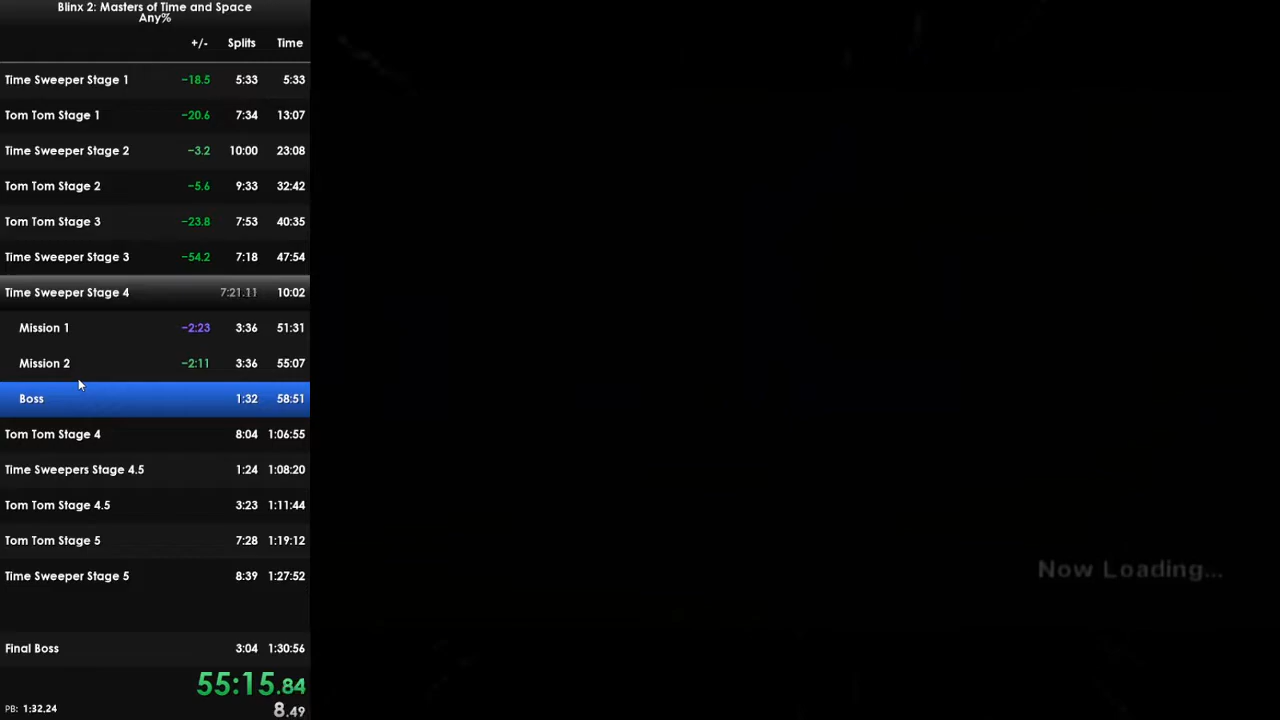 Blinx 2: Masters of Time and Space
Any%
+/- Splits Time
Time Sweeper Stage 1 −18.5 5:33 5:33
Tom Tom Stage 1 −20.6 7:34 13:07
Time Sweeper Stage 2 −3.2 10:00 23:08
Tom Tom Stage 2 −5.6 9:33 32:42
Tom Tom Stage 3 −23.8 7:53 40:35
Time Sweeper Stage 3 −54.2 7:18 47:54
Time Sweeper Stage 4 7:21.11 10:02
Mission 1 −2:23 3:36 51:31
Mission 2 −2:11 3:36 55:07
Boss 1:32 58:51
Tom Tom Stage 4 8:04 1:06:55
Time Sweepers Stage 4.5 1:24 1:08:20
Tom Tom Stage 4.5 3:23 1:11:44
Tom Tom Stage 5 7:28 1:19:12
Now Loading...
Time Sweeper Stage 5 8:39 1:27:52
Final Boss 3:04 1:30:56
55:15.84
PB: 1:32.24 8.49